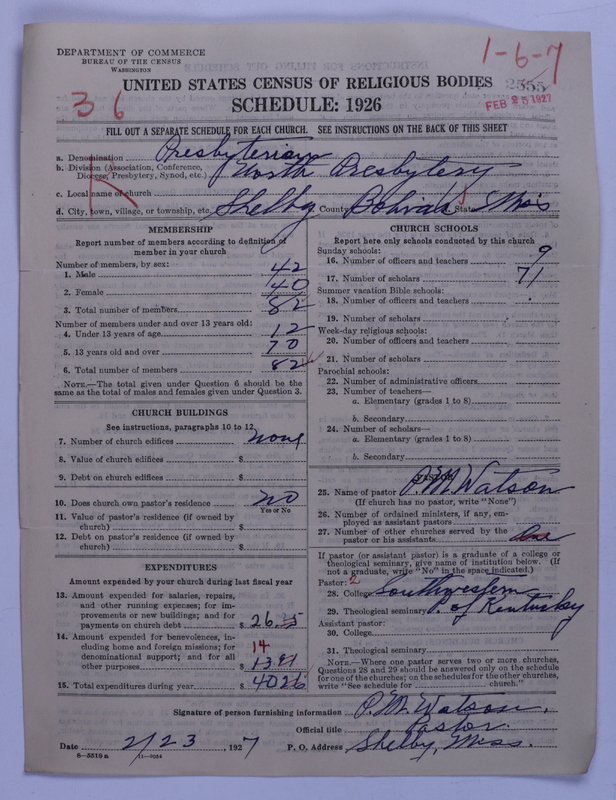 DEPARTMENT OF COMMERCE
BUREAU OF THE CENSUS
WASHINGTON
1-6-7
UNITED STATES CENSUS OF RELIGIOUS BODIES
2555
SCHEDULE: 1926
FEB 25 1927
36
FILL OUT A SEPARATE SCHEDULE FOR EACH CHURCH. SEE INSTRUCTIONS ON THE BACK OF THIS SHEET
a. Denomination Presbyterian
b. Division (Association, Conference, Diocese, Presbytery, Synod, etc.) North Presbytery
c. Local name of church
d. City, town, village, or township, etc. Shelby County State Miss
MEMBERSHIP
Report number of members according to definition of
member in your church
Number of members, by sex:
1. Male 42
2. Female 40
3. Total number of members 82
Number of members under and over 13 years old:
4. Under 13 years of age 12
5. 13 years old and over 70
6. Total number of members 82
NOTE.—The total given under Question 6 should be the
same as the total of males and females given under Question 3.
CHURCH BUILDINGS
See instructions, paragraphs 10 to 12
7. Number of church edifices none
8. Value of church edifices $
9. Debt on church edifices $
10. Does church own pastor's residence no
Yes or No
11. Value of pastor's residence (if owned by
church) $
12. Debt on pastor's residence (if owned by
church) $
EXPENDITURES
Amount expended by your church during last fiscal year
13. Amount expended for salaries, repairs,
and other running expenses; for im-
provements or new buildings; and for
payments on church debt $ 26
14. Amount expended for benevolences, in-
cluding home and foreign missions; for
denominational support; and for all
other purposes $ 14
15. Total expenditures during year $ 40
CHURCH SCHOOLS
Report here only schools conducted by this church
Sunday schools:
16. Number of officers and teachers 9
17. Number of scholars 71
Summer vacation Bible schools:
18. Number of officers and teachers
19. Number of scholars
Week-day religious schools:
20. Number of officers and teachers
21. Number of scholars
Parochial schools:
22. Number of administrative officers
23. Number of teachers—
a. Elementary (grades 1 to 8)
b. Secondary
24. Number of scholars—
a. Elementary (grades 1 to 8)
b. Secondary
PASTOR
25. Name of pastor P. M. Watson
(If church has no pastor, write "None")
26. Number of ordained ministers, if any, em-
ployed as assistant pastors
27. Number of other churches served by the
pastor or his assistants One
If pastor (or assistant pastor) is a graduate of a college or
theological seminary, give name of institution below. (If
not a graduate, write "No" in the space indicated.)
Pastor: 2
28. College Southwestern
29. Theological seminary P. of Kentucky
Assistant pastor:
30. College
31. Theological seminary
NOTE.—Where one pastor serves two or more churches,
Questions 28 and 29 should be answered only on the schedule
for one of the churches; on the schedules for the other churches,
write "See schedule for church."
Signature of person furnishing information P. M. Watson.
Official title Pastor.
Date 2/23, 1927 P. O. Address Shelby, Miss.
8-5518a 11-9024